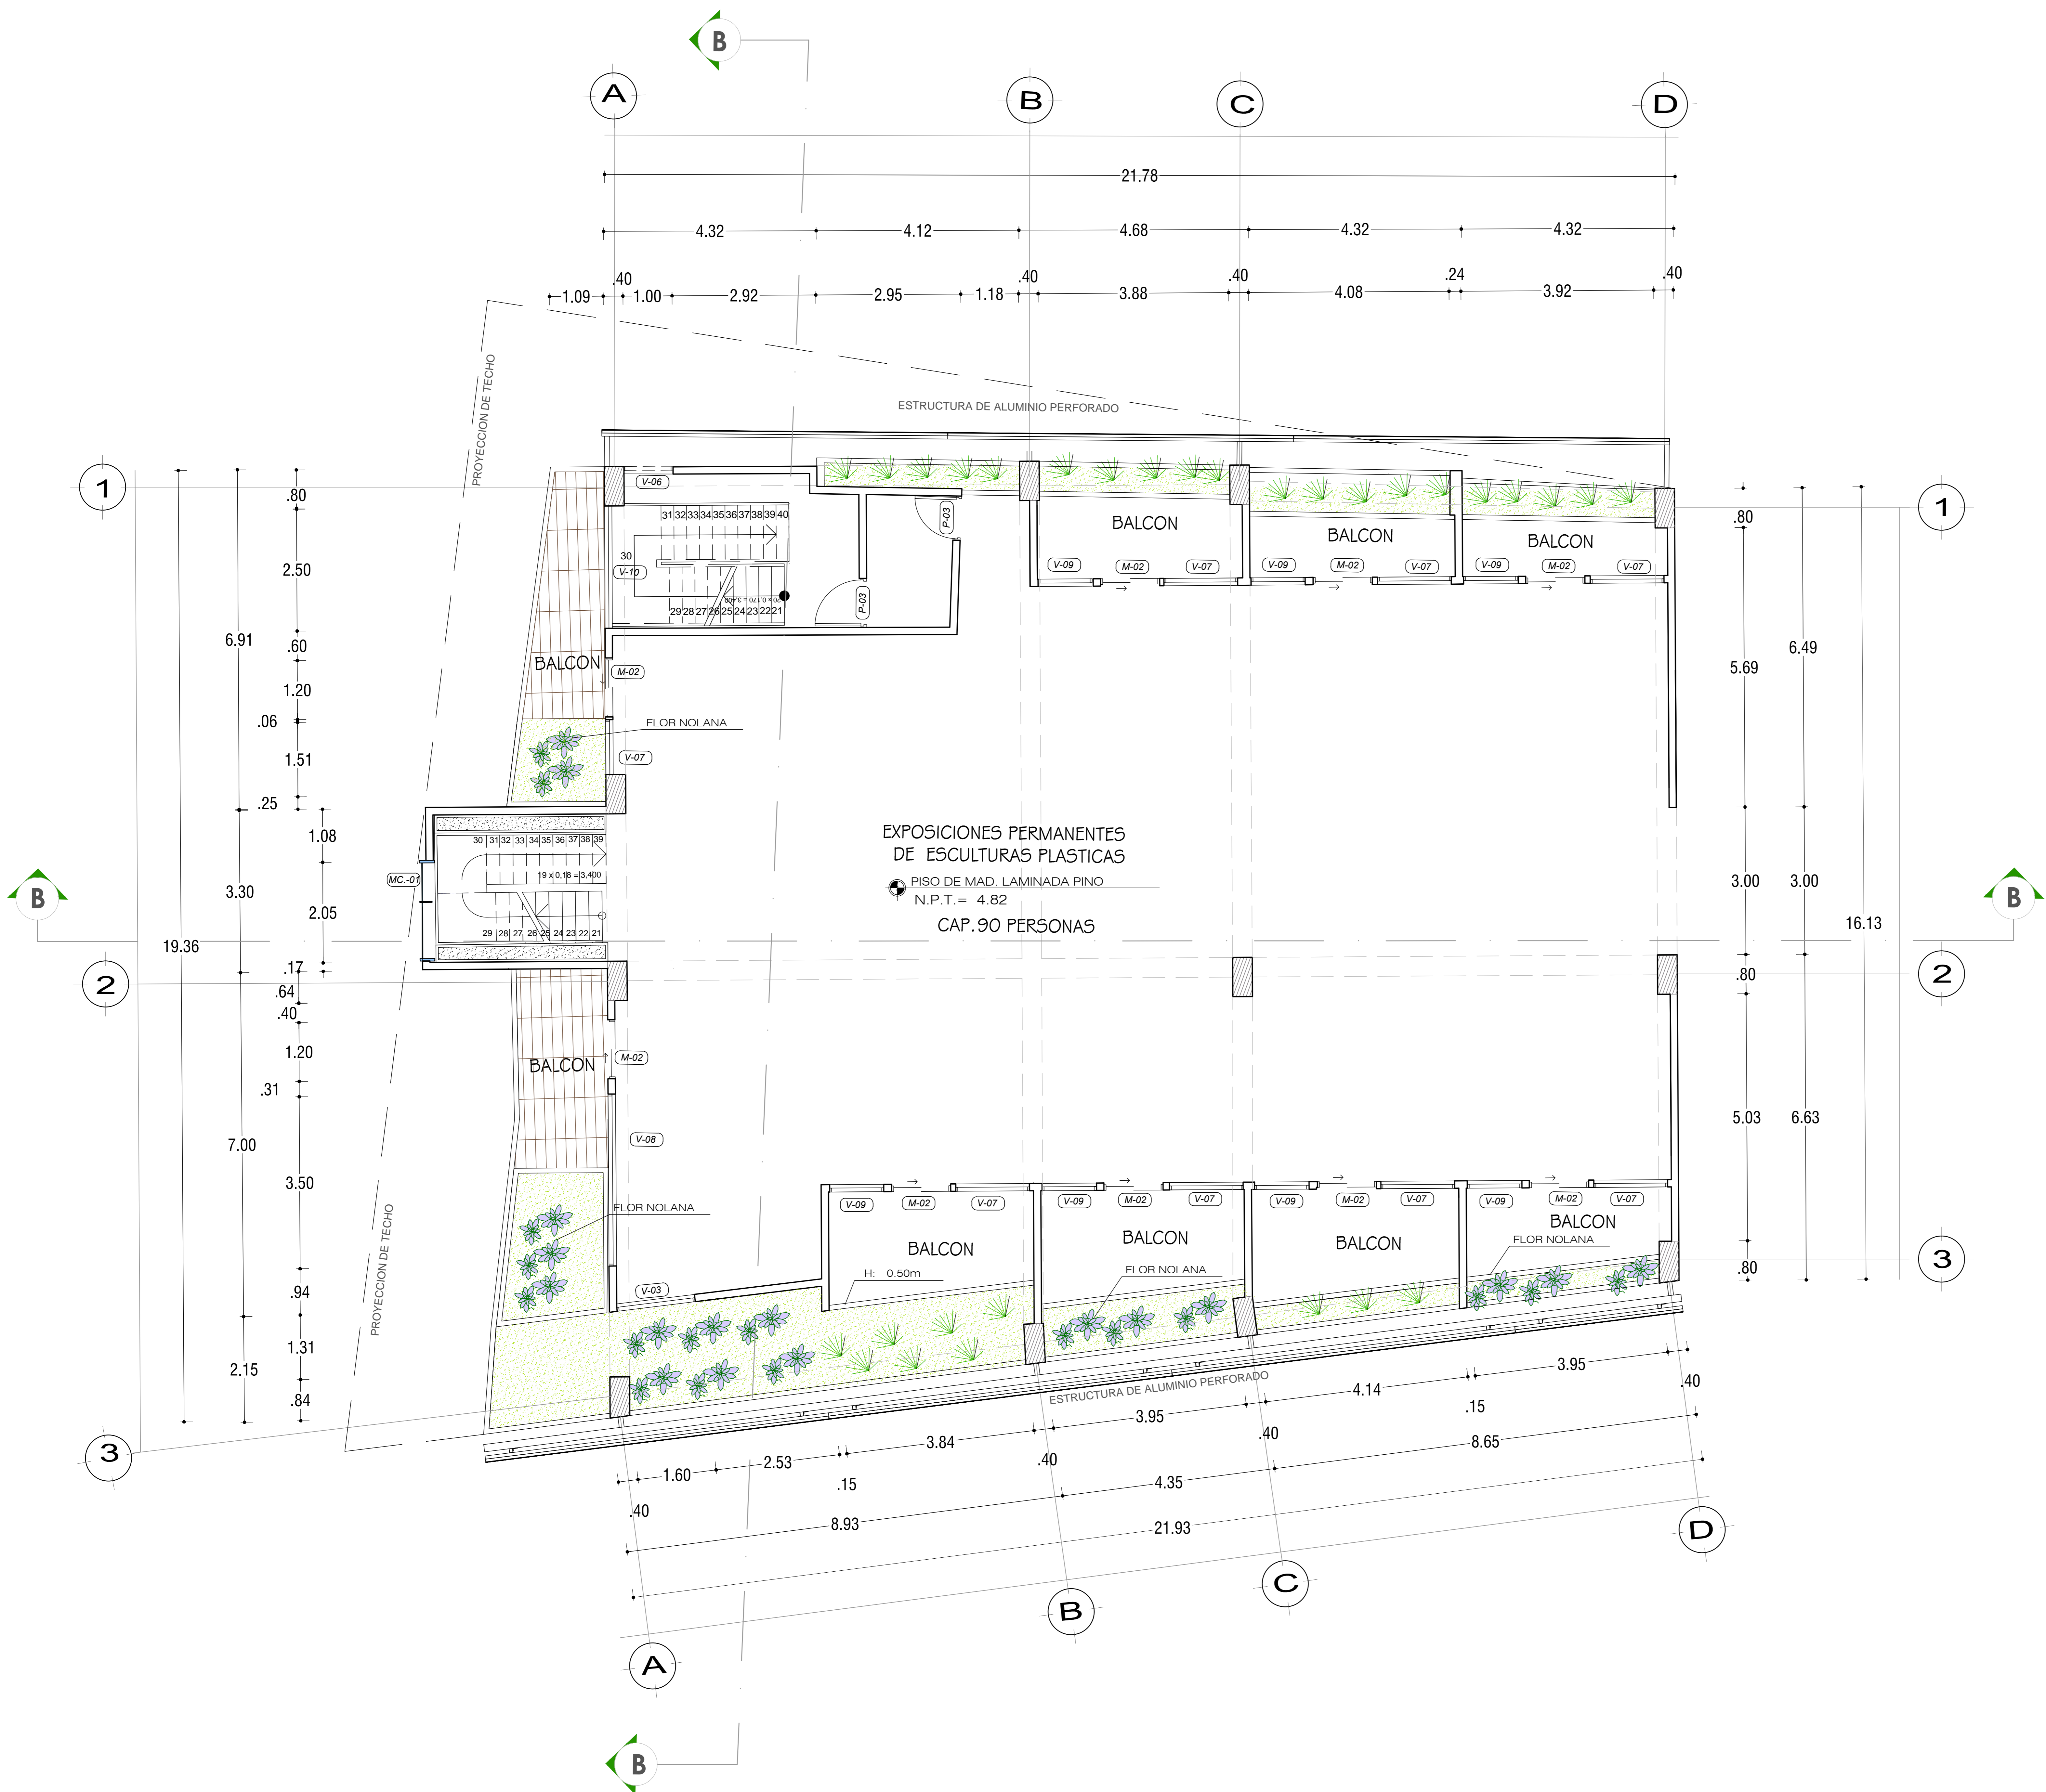 B
A
B
C
D
21.78
4.32
4.12
4.68
4.32
4.32
.40
.40
.40
.24
.40
1.09
1.00
2.92
2.95
1.18
3.88
4.08
3.92
PROYECCION DE TECHO
ESTRUCTURA DE ALUMINIO PERFORADO
1
1
.80
2.50
6.91
.60
1.20
.06
1.51
.25
1.08
3.30
2.05
19.36
.17
.64
.40
1.20
.31
7.00
3.50
.94
1.31
2.15
.84
V-06
31 32 33 34 35 36 37 38 39 40
30
V-10
20 x 0.170 = 3.400
29 28 27 26 25 24 23 22 21
P-03
P-03
BALCON
BALCON
BALCON
V-09
M-02
V-07
V-09
M-02
V-07
V-09
M-02
V-07
.80
5.69
6.49
3.00
3.00
16.13
.80
5.03
6.63
.80
BALCON
M-02
FLOR NOLANA
V-07
30 31 32 33 34 35 36 37 38 39
19 x 0,18 = 3,400
29 28 27 26 25 24 23 22 21
MC.-01
B
B
EXPOSICIONES PERMANENTES
DE ESCULTURAS PLASTICAS
PISO DE MAD. LAMINADA PINO
N.P.T.= 4.82
CAP.90 PERSONAS
2
2
BALCON
M-02
V-08
V-09
M-02
V-07
V-09
M-02
V-07
V-09
M-02
V-07
V-09
M-02
V-07
FLOR NOLANA
BALCON
BALCON
BALCON
BALCON
FLOR NOLANA
FLOR NOLANA
H: 0.50m
V-03
PROYECCION DE TECHO
3
3
ESTRUCTURA DE ALUMINIO PERFORADO
.40
1.60
2.53
.15
3.84
.40
3.95
.40
4.14
.15
3.95
.40
8.93
4.35
8.65
21.93
A
B
C
D
B